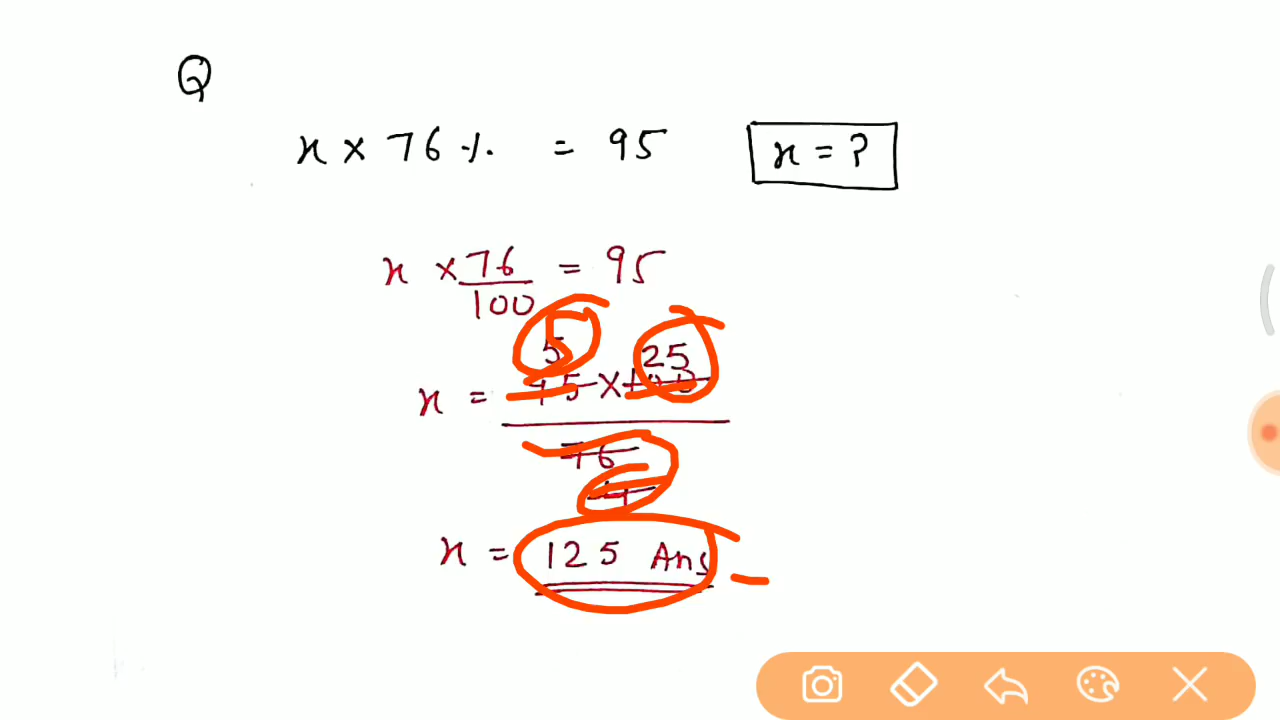 Q
x × 76 % = 95
x = ?
x × 76/100 = 95
5 25
x = 95 × 100
76
4
x = 125 Ans